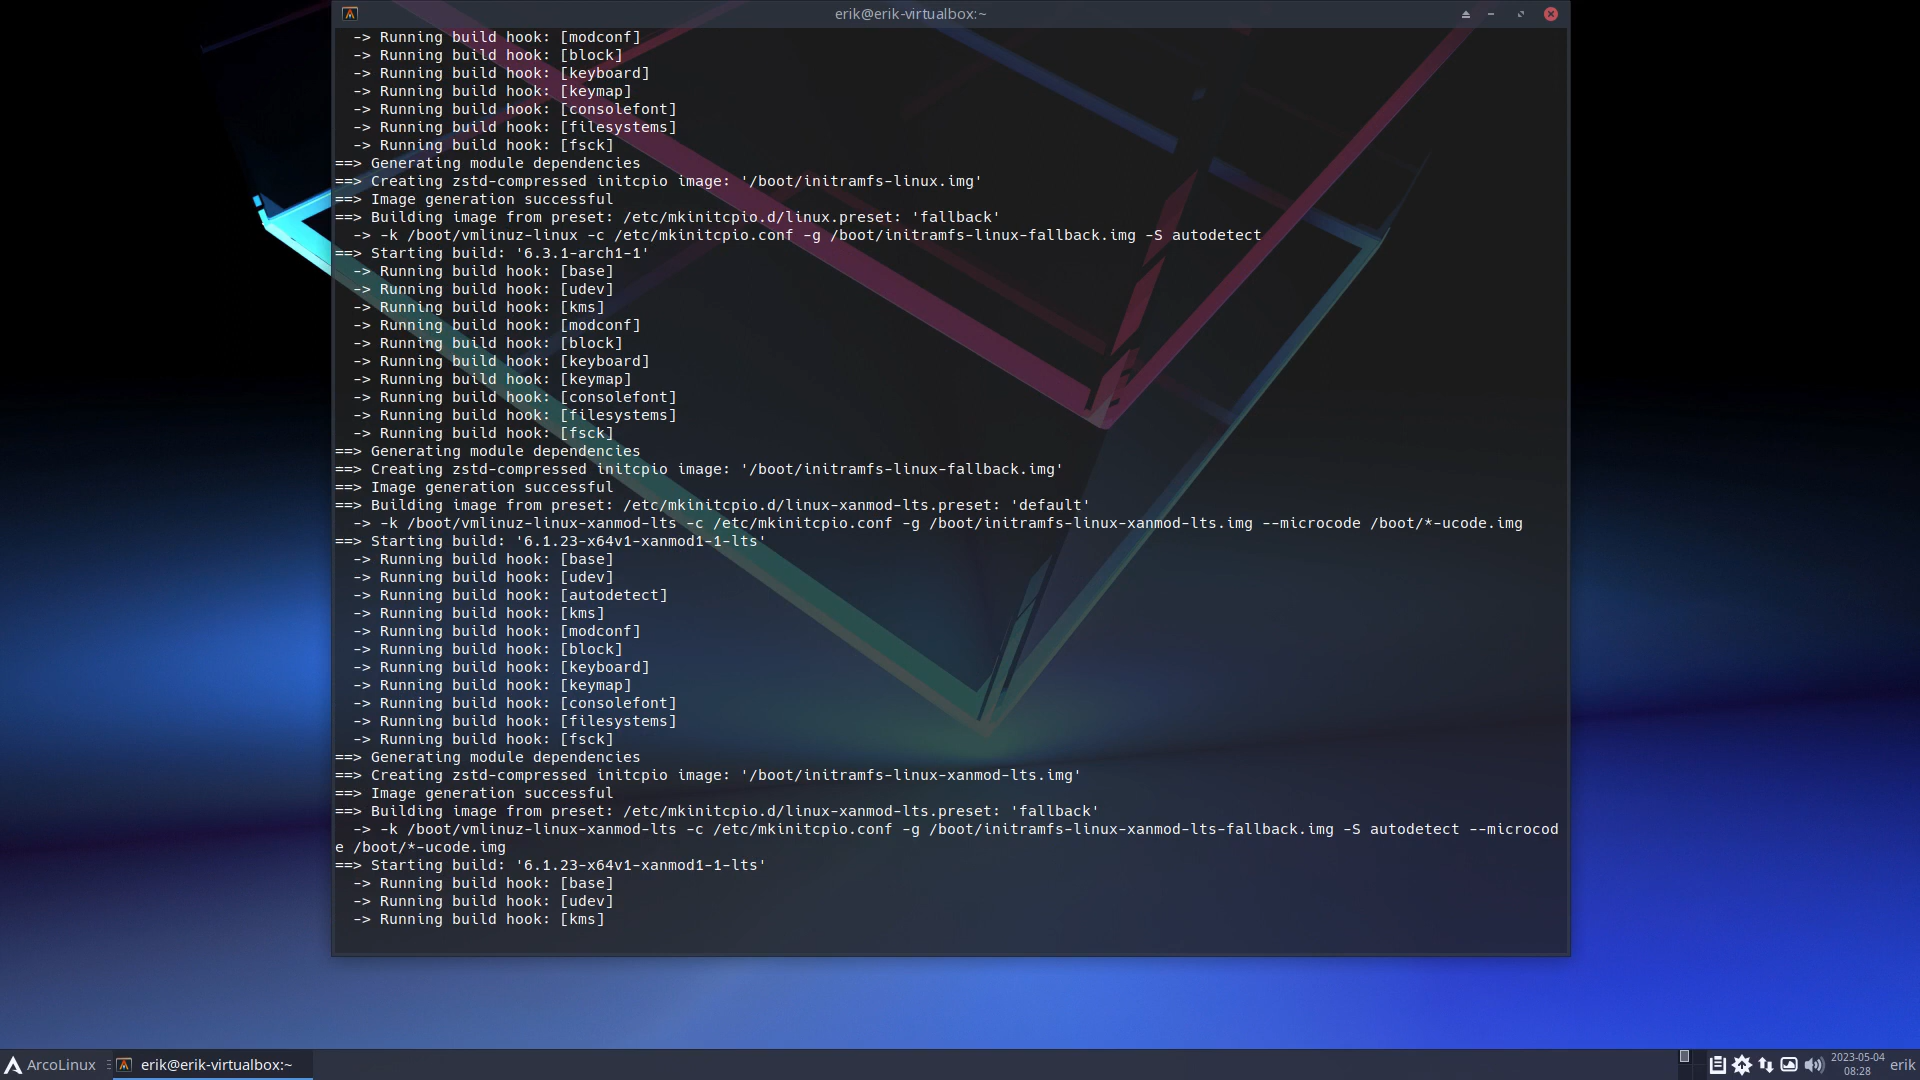 erik@erik-virtualbox:~
-> Running build hook: [modconf]
-> Running build hook: [block]
-> Running build hook: [keyboard]
-> Running build hook: [keymap]
-> Running build hook: [consolefont]
-> Running build hook: [filesystems]
-> Running build hook: [fsck]
==> Generating module dependencies
==> Creating zstd-compressed initcpio image: '/boot/initramfs-linux.img'
==> Image generation successful
==> Building image from preset: /etc/mkinitcpio.d/linux.preset: 'fallback'
-> -k /boot/vmlinuz-linux -c /etc/mkinitcpio.conf -g /boot/initramfs-linux-fallback.img -S autodetect
==> Starting build: '6.3.1-arch1-1'
-> Running build hook: [base]
-> Running build hook: [udev]
-> Running build hook: [kms]
-> Running build hook: [modconf]
-> Running build hook: [block]
-> Running build hook: [keyboard]
-> Running build hook: [keymap]
-> Running build hook: [consolefont]
-> Running build hook: [filesystems]
-> Running build hook: [fsck]
==> Generating module dependencies
==> Creating zstd-compressed initcpio image: '/boot/initramfs-linux-fallback.img'
==> Image generation successful
==> Building image from preset: /etc/mkinitcpio.d/linux-xanmod-lts.preset: 'default'
-> -k /boot/vmlinuz-linux-xanmod-lts -c /etc/mkinitcpio.conf -g /boot/initramfs-linux-xanmod-lts.img --microcode /boot/*-ucode.img
==> Starting build: '6.1.23-x64v1-xanmod1-1-lts'
-> Running build hook: [base]
-> Running build hook: [udev]
-> Running build hook: [autodetect]
-> Running build hook: [kms]
-> Running build hook: [modconf]
-> Running build hook: [block]
-> Running build hook: [keyboard]
-> Running build hook: [keymap]
-> Running build hook: [consolefont]
-> Running build hook: [filesystems]
-> Running build hook: [fsck]
==> Generating module dependencies
==> Creating zstd-compressed initcpio image: '/boot/initramfs-linux-xanmod-lts.img'
==> Image generation successful
==> Building image from preset: /etc/mkinitcpio.d/linux-xanmod-lts.preset: 'fallback'
-> -k /boot/vmlinuz-linux-xanmod-lts -c /etc/mkinitcpio.conf -g /boot/initramfs-linux-xanmod-lts-fallback.img -S autodetect --microcod
e /boot/*-ucode.img
==> Starting build: '6.1.23-x64v1-xanmod1-1-lts'
-> Running build hook: [base]
-> Running build hook: [udev]
-> Running build hook: [kms]
ArcoLinux
erik@erik-virtualbox:~
2023-05-04
08:28
erik